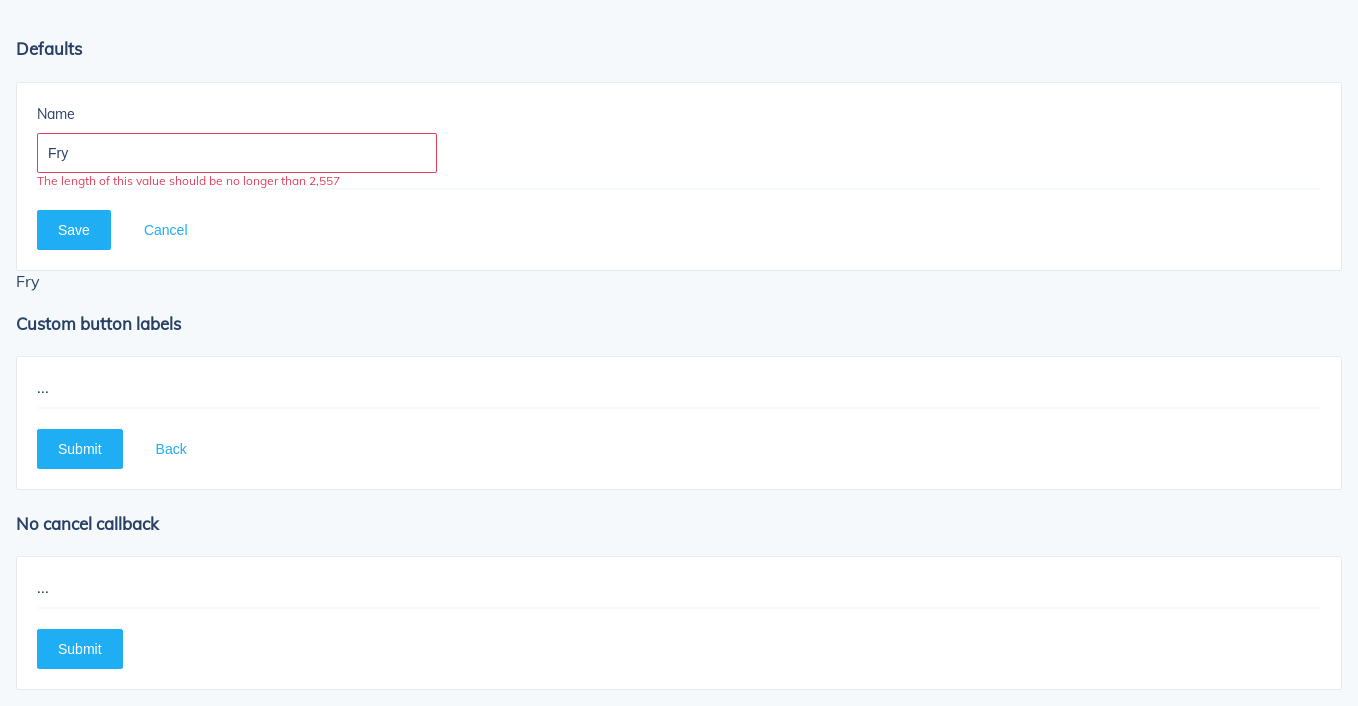 Defaults
Name
Fry
The length of this value should be no longer than 2,557
Save Cancel
Fry
Custom button labels
...
Submit Back
No cancel callback
...
Submit